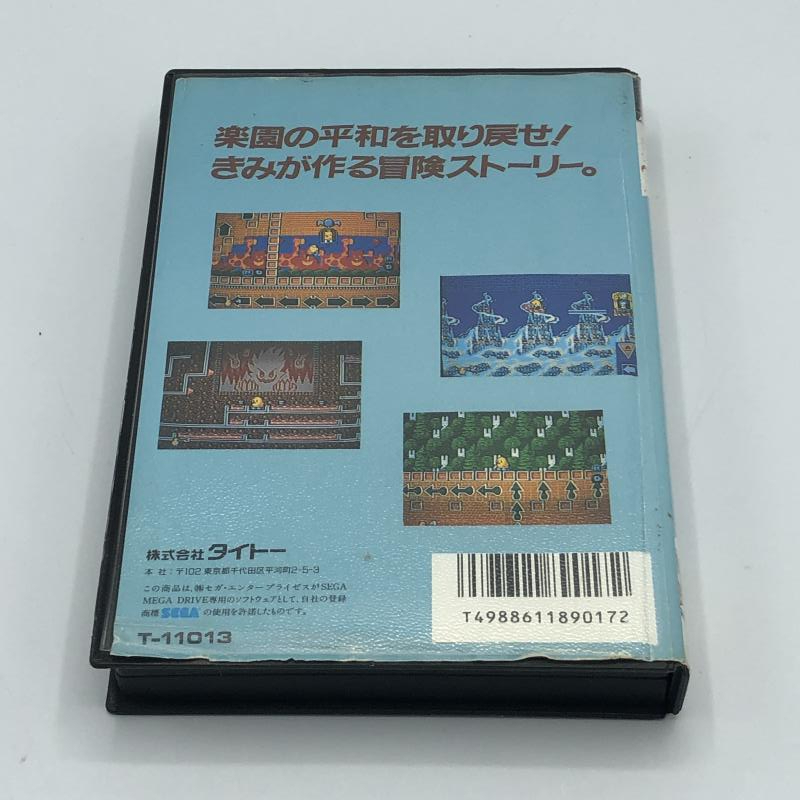 楽園の平和を取り戻せ!
きみが作る冒険ストーリー。
株式会社タイトー
本 社:〒102 東京都千代田区平河町2-5-3
この商品は、㈱セガ・エンタープライゼスがSEGA
MEGA DRIVE専用のソフトウェアとして、自社の登録
商標 SEGA の使用を許諾したものです。
T-11013
T4988611890172